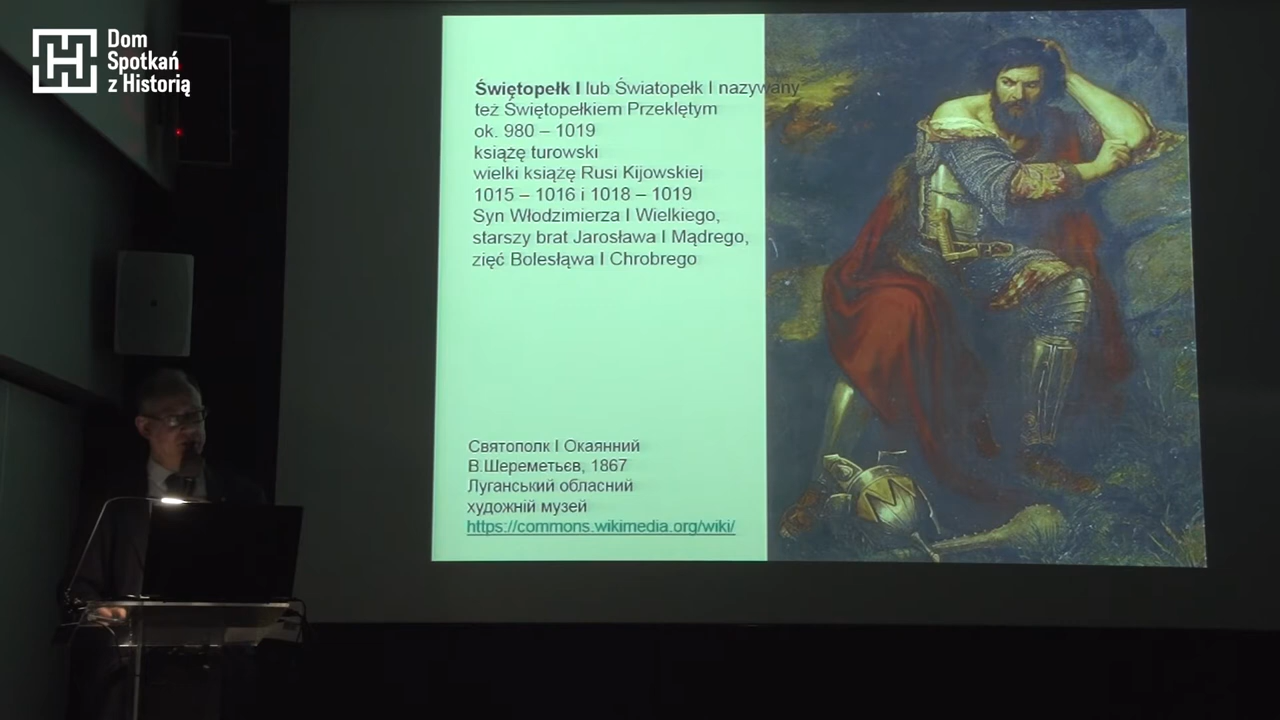 Dom
Spotkań
z Historią
Świętopełk I lub Światopełk I nazywany
też Świętopełkiem Przeklętym
ok. 980 – 1019
książę turowski
wielki książę Rusi Kijowskiej
1015 – 1016 i 1018 – 1019
Syn Włodzimierza I Wielkiego,
starszy brat Jarosława I Mądrego,
zięć Bolesłąwa I Chrobrego
Святополк І Окаянний
В.Шереметьєв, 1867
Луганський обласний
художній музей
https://commons.wikimedia.org/wiki/